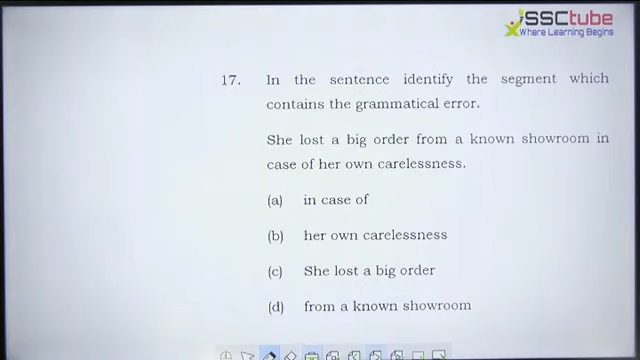 SSCtube
Where Learning Begins
17. In the sentence identify the segment which
contains the grammatical error.
She lost a big order from a known showroom in
case of her own carelessness.
(a) in case of
(b) her own carelessness
(c) She lost a big order
(d) from a known showroom